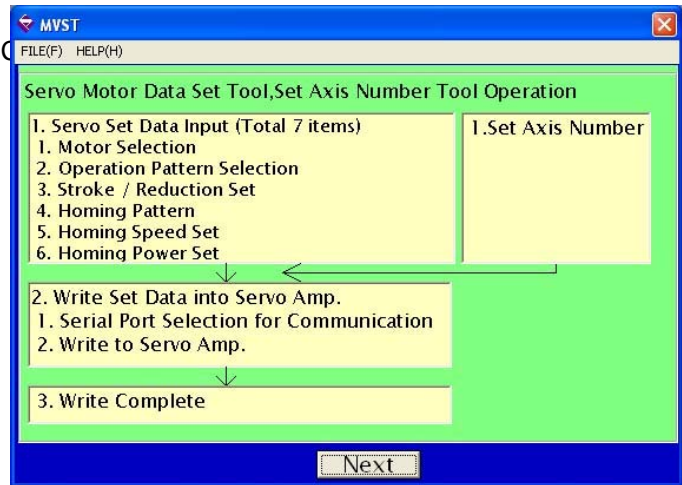 MVST
FILE(F) HELP(H)
Servo Motor Data Set Tool,Set Axis Number Tool Operation
1. Servo Set Data Input (Total 7 items)
1. Motor Selection
2. Operation Pattern Selection
3. Stroke / Reduction Set
4. Homing Pattern
5. Homing Speed Set
6. Homing Power Set
1.Set Axis Number
2. Write Set Data into Servo Amp.
1. Serial Port Selection for Communication
2. Write to Servo Amp.
3. Write Complete
Next